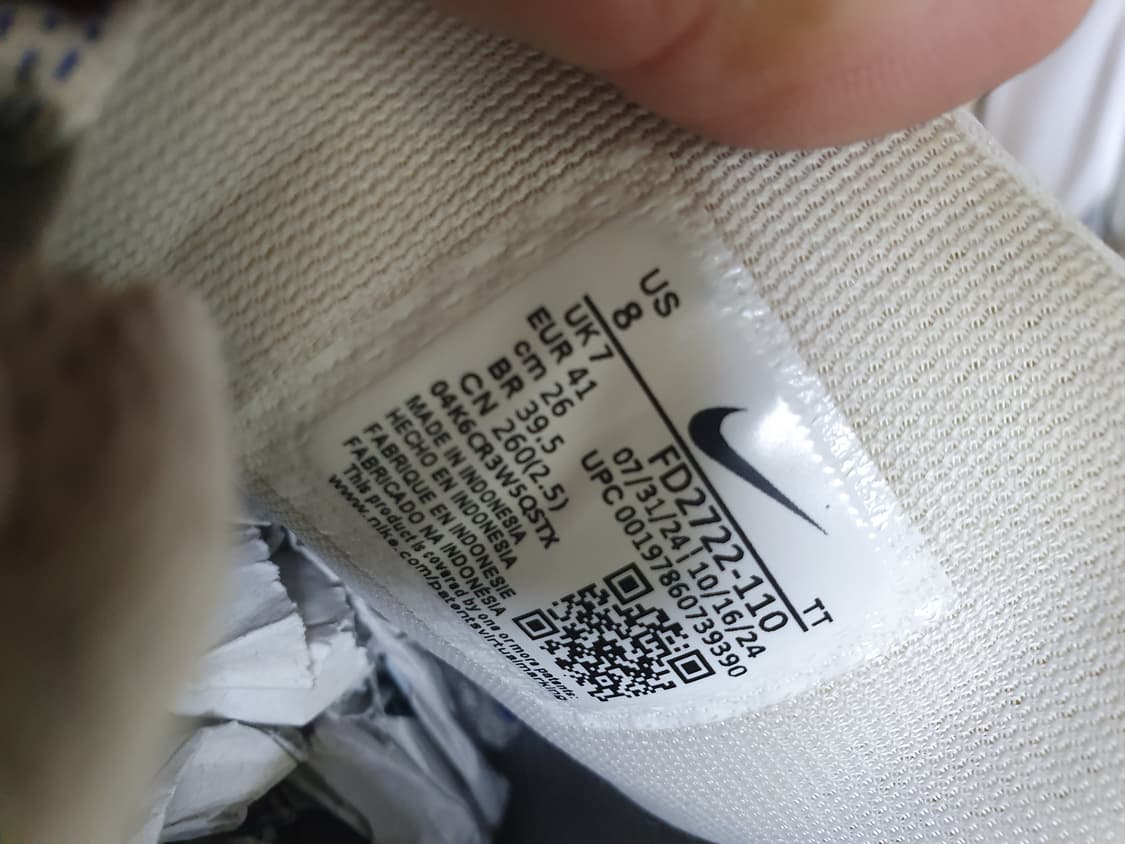 US
8
UK 7
EUR 41
cm 26
BR 39.5
CN 260(2.5)
04K6CR3W5QSTX
MADE IN INDONESIA
HECHO EN INDONESIA
FABRIQUE EN INDONESIE
FABRICADO NA INDONÉSIA
This product is covered by one or more patents:
www.nike.com/patentsvirtualmarking
TT
FD2722-110
07/31/24 | 10/16/24
UPC 00197860739390